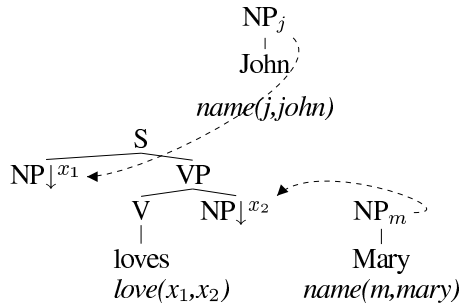 NPⱼ
John
name(j,john)
S
NP↓x₁ VP
V NP↓x₂ NPₘ
loves Mary
love(x₁,x₂) name(m,mary)